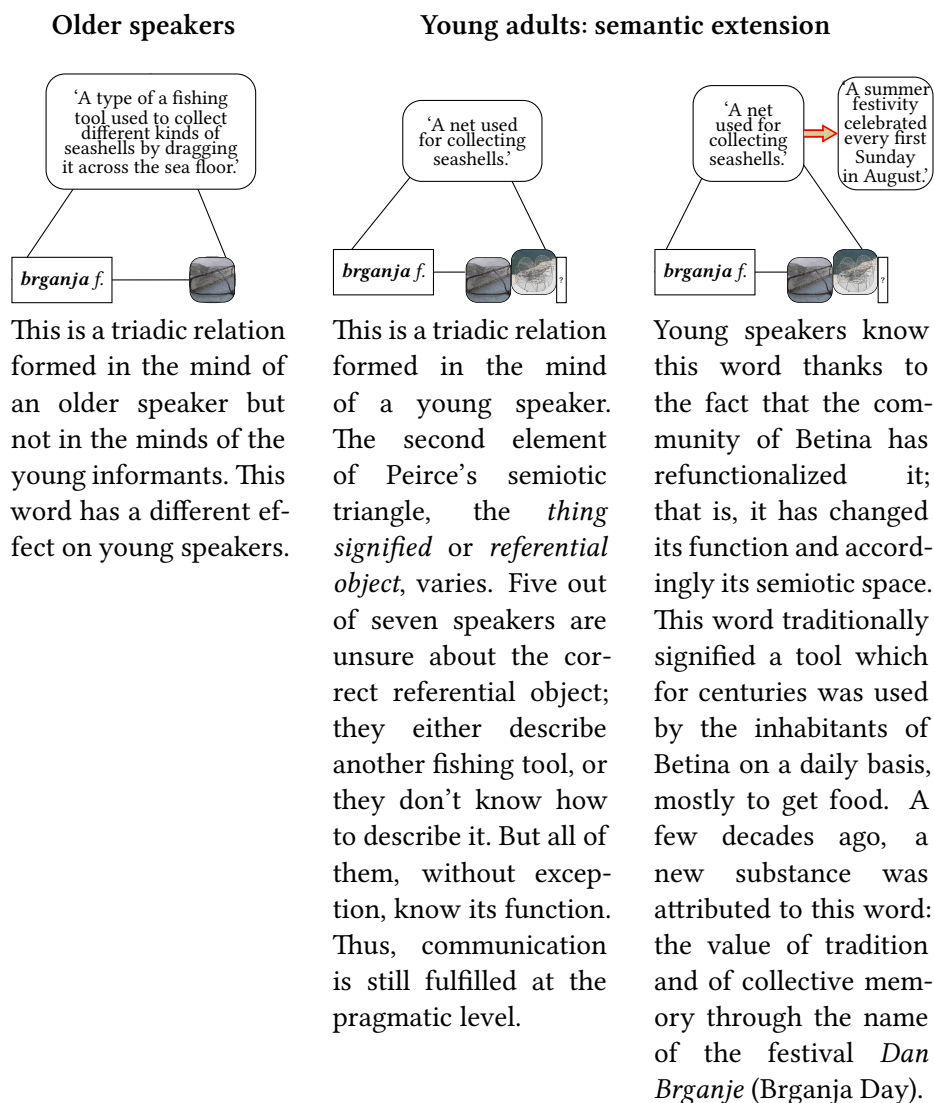 Older speakers
Young adults: semantic extension
‘A type of a fishing
tool used to collect
different kinds of
seashells by dragging
it across the sea floor.’
brganja f.
This is a triadic relation
formed in the mind of
an older speaker but
not in the minds of the
young informants. This
word has a different ef-
fect on young speakers.
‘A net used
for collecting
seashells.’
brganja f.
?
This is a triadic relation
formed in the mind
of a young speaker.
The second element
of Peirce’s semiotic
triangle, the thing
signified or referential
object, varies. Five out
of seven speakers are
unsure about the cor-
rect referential object;
they either describe
another fishing tool, or
they don’t know how
to describe it. But all of
them, without excep-
tion, know its function.
Thus, communication
is still fulfilled at the
pragmatic level.
‘A net
used for
collecting
seashells.’
‘A summer
festivity
celebrated
every first
Sunday
in August.’
brganja f.
?
Young speakers know
this word thanks to
the fact that the com-
munity of Betina has
refunctionalized it;
that is, it has changed
its function and accord-
ingly its semiotic space.
This word traditionally
signified a tool which
for centuries was used
by the inhabitants of
Betina on a daily basis,
mostly to get food. A
few decades ago, a
new substance was
attributed to this word:
the value of tradition
and of collective mem-
ory through the name
of the festival Dan
Brganje (Brganja Day).